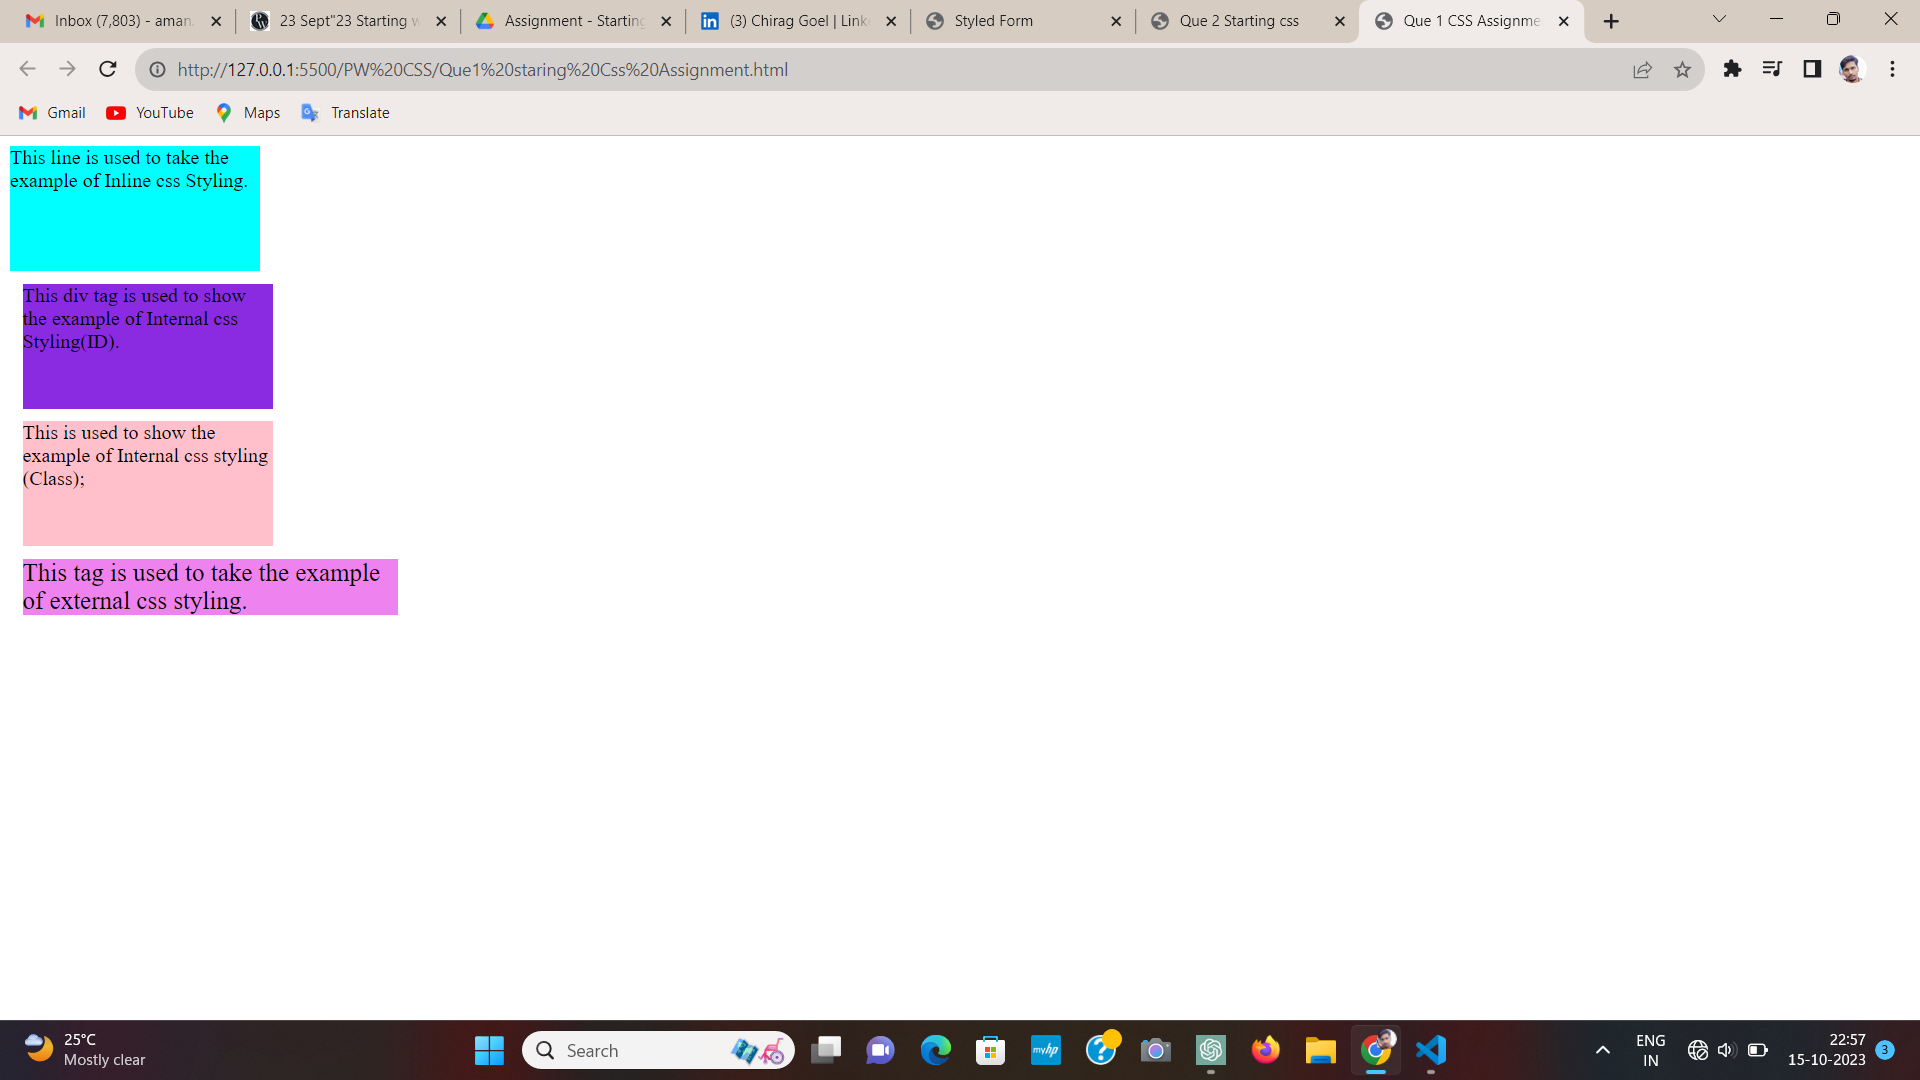 Inbox (7,803) - aman
23 Sept"23 Starting w
Assignment - Starting
(3) Chirag Goel | Link
Styled Form
Que 2 Starting css
Que 1 CSS Assignme
http://127.0.0.1:5500/PW%20CSS/Que1%20staring%20Css%20Assignment.html
Gmail
YouTube
Maps
Translate
This line is used to take the
example of Inline css Styling.
This div tag is used to show
the example of Internal css
Styling(ID).
This is used to show the
example of Internal css styling
(Class);
This tag is used to take the example
of external css styling.
25°C
Mostly clear
Search
myhp
ENG
IN
22:57
15-10-2023
3